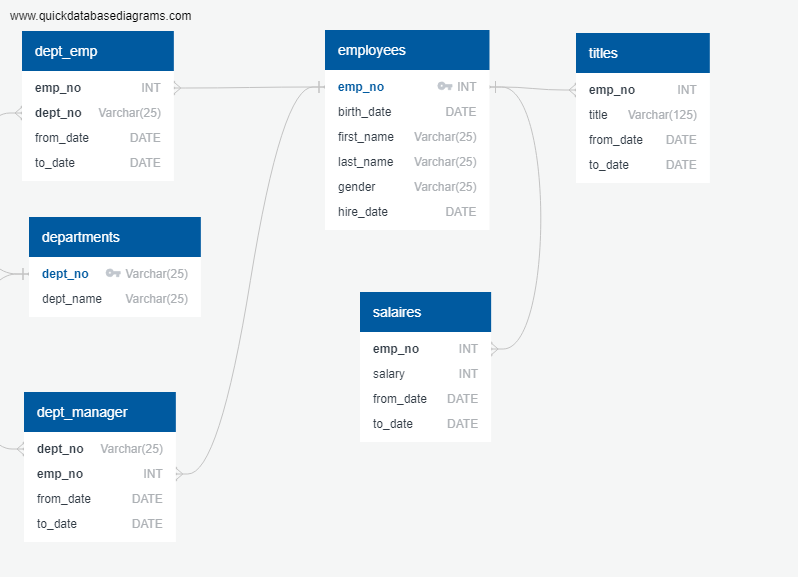 www.quickdatabasediagrams.com
dept_emp
emp_no INT
dept_no Varchar(25)
from_date DATE
to_date DATE
departments
dept_no Varchar(25)
dept_name Varchar(25)
dept_manager
dept_no Varchar(25)
emp_no INT
from_date DATE
to_date DATE
employees
emp_no INT
birth_date DATE
first_name Varchar(25)
last_name Varchar(25)
gender Varchar(25)
hire_date DATE
salaires
emp_no INT
salary INT
from_date DATE
to_date DATE
titles
emp_no INT
title Varchar(125)
from_date DATE
to_date DATE